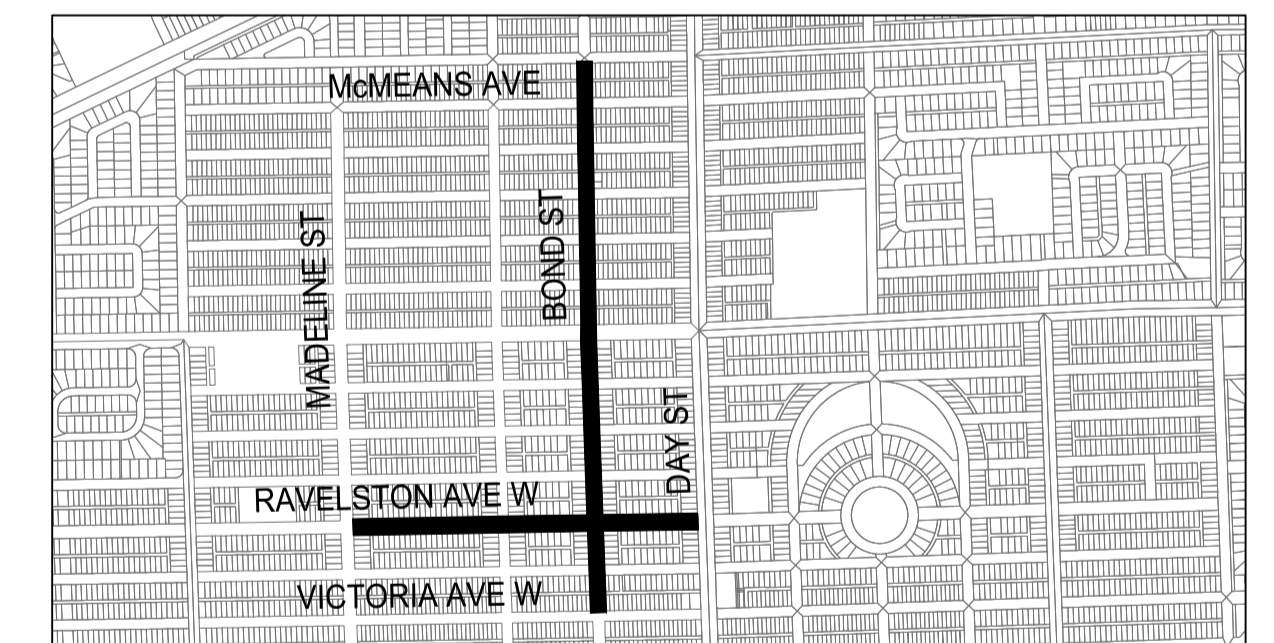 McMEANS AVE
BOND ST
MADELINE ST
DAY ST
RAVELSTON AVE W
VICTORIA AVE W